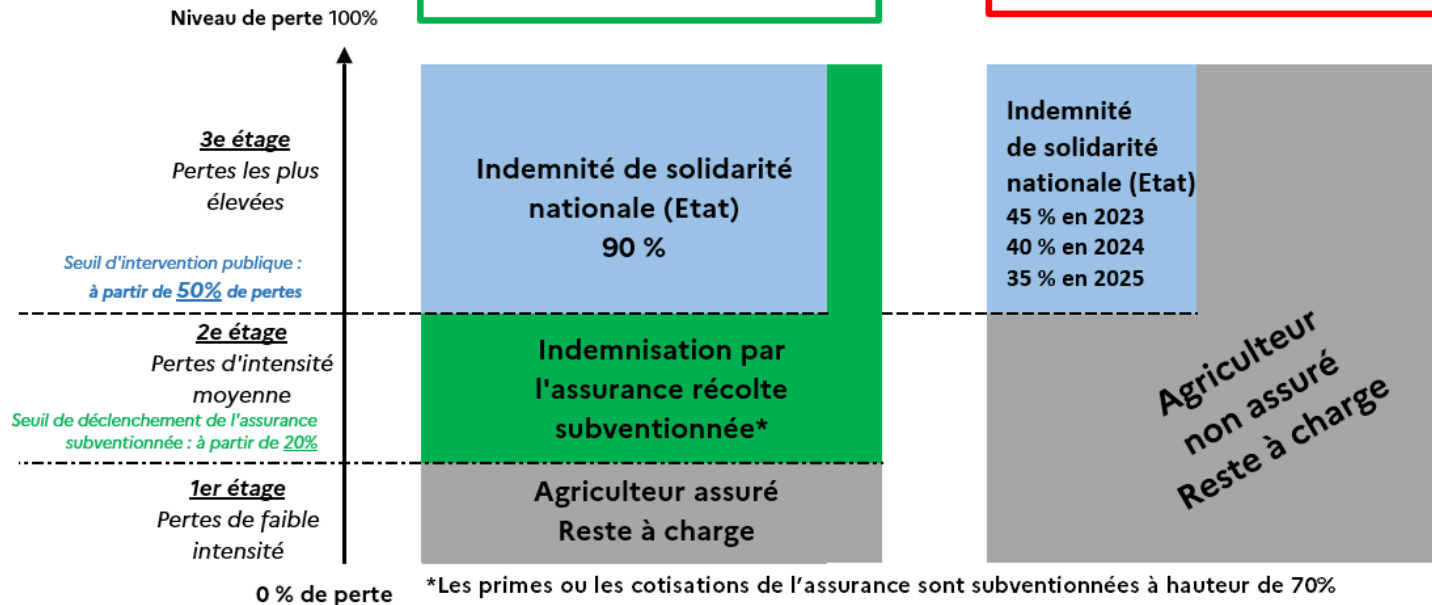 Niveau de perte 100%
3e étage
Pertes les plus
élevées
Seuil d'intervention publique :
à partir de 50% de pertes
2e étage
Pertes d'intensité
moyenne
Seuil de déclenchement de l'assurance
subventionnée : à partir de 20%
1er étage
Pertes de faible
intensité
0 % de perte
Indemnité de solidarité
nationale (Etat)
90 %
Indemnisation par
l'assurance récolte
subventionnée*
Agriculteur assuré
Reste à charge
Indemnité
de solidarité
nationale (Etat)
45 % en 2023
40 % en 2024
35 % en 2025
Agriculteur
non assuré
Reste à charge
*Les primes ou les cotisations de l’assurance sont subventionnées à hauteur de 70%